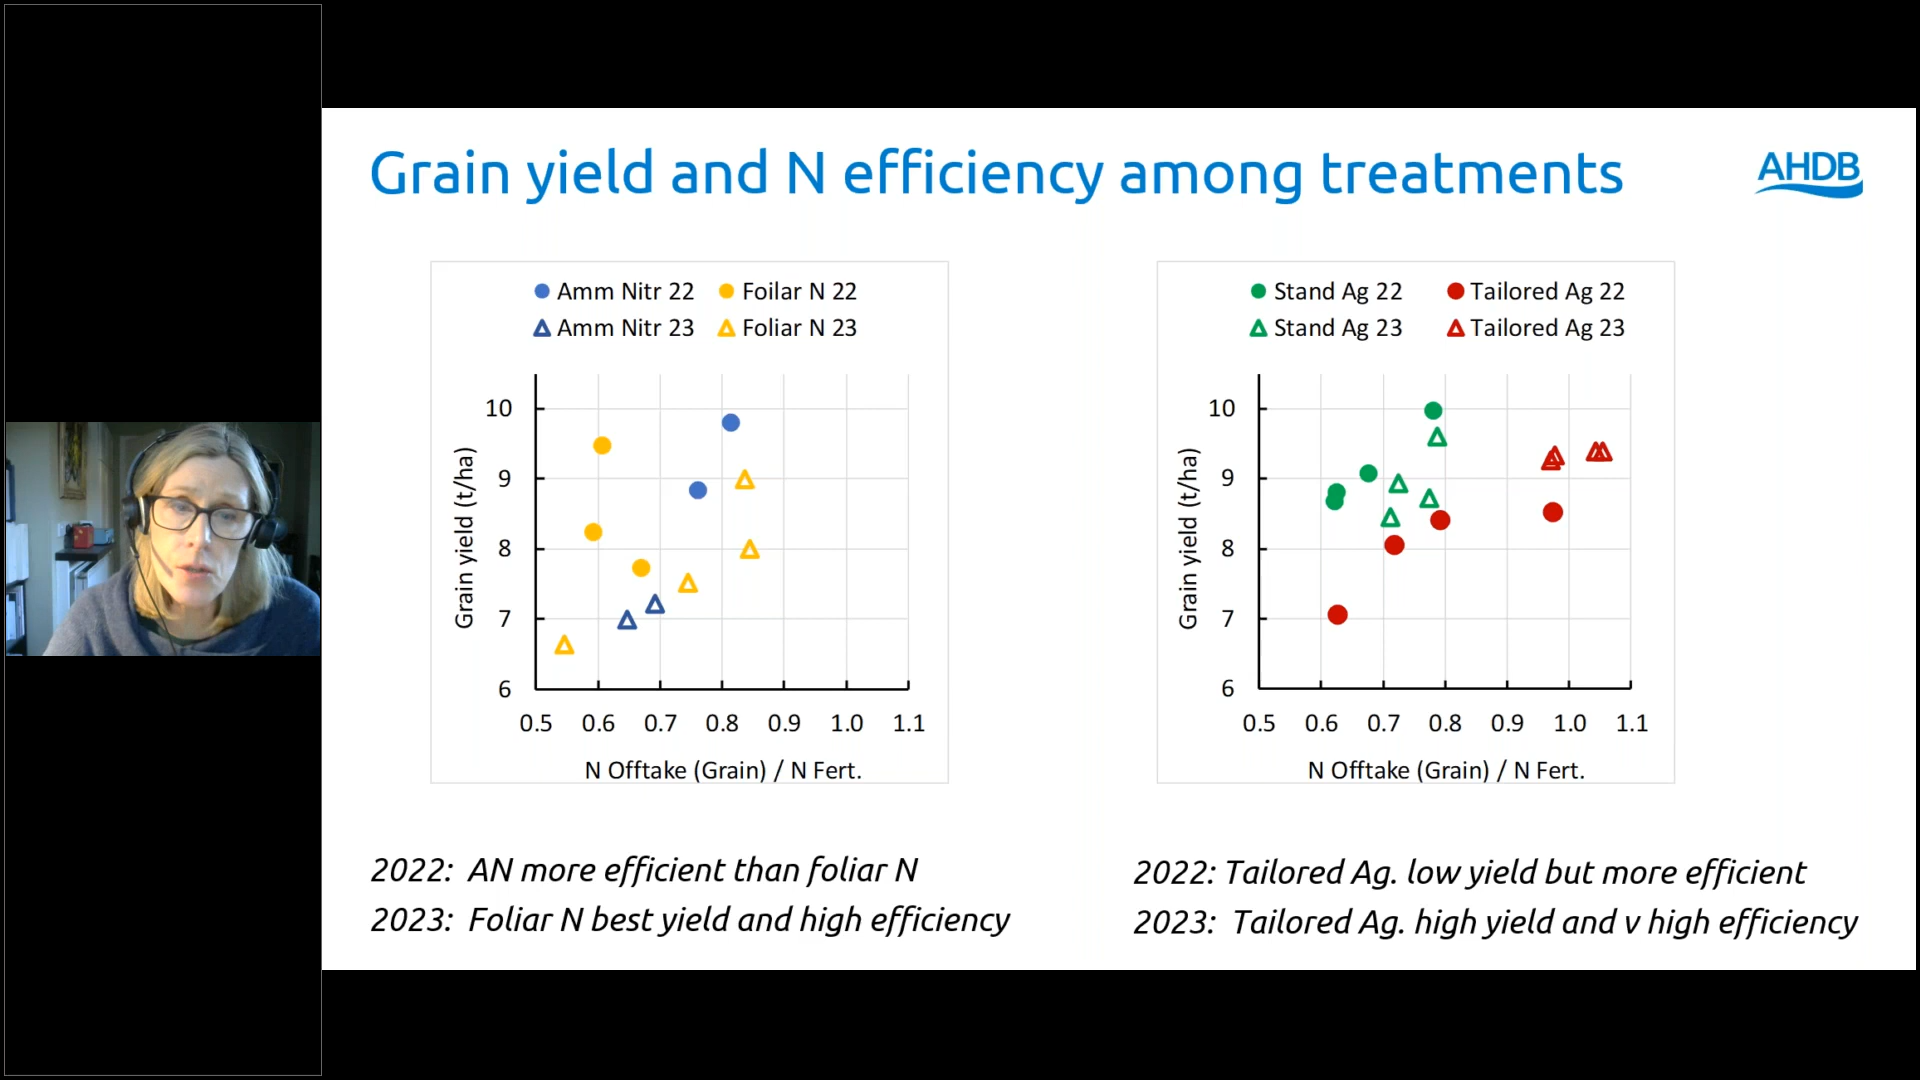 Grain yield and N efficiency among treatments
AHDB
Amm Nitr 22
Foilar N 22
Amm Nitr 23
Foliar N 23
10
9
8
7
6
Grain yield (t/ha)
0.5 0.6 0.7 0.8 0.9 1.0 1.1
N Offtake (Grain) / N Fert.
Stand Ag 22
Tailored Ag 22
Stand Ag 23
Tailored Ag 23
10
9
8
7
6
Grain yield (t/ha)
0.5 0.6 0.7 0.8 0.9 1.0 1.1
N Offtake (Grain) / N Fert.
2022: AN more efficient than foliar N
2023: Foliar N best yield and high efficiency
2022: Tailored Ag. low yield but more efficient
2023: Tailored Ag. high yield and v high efficiency